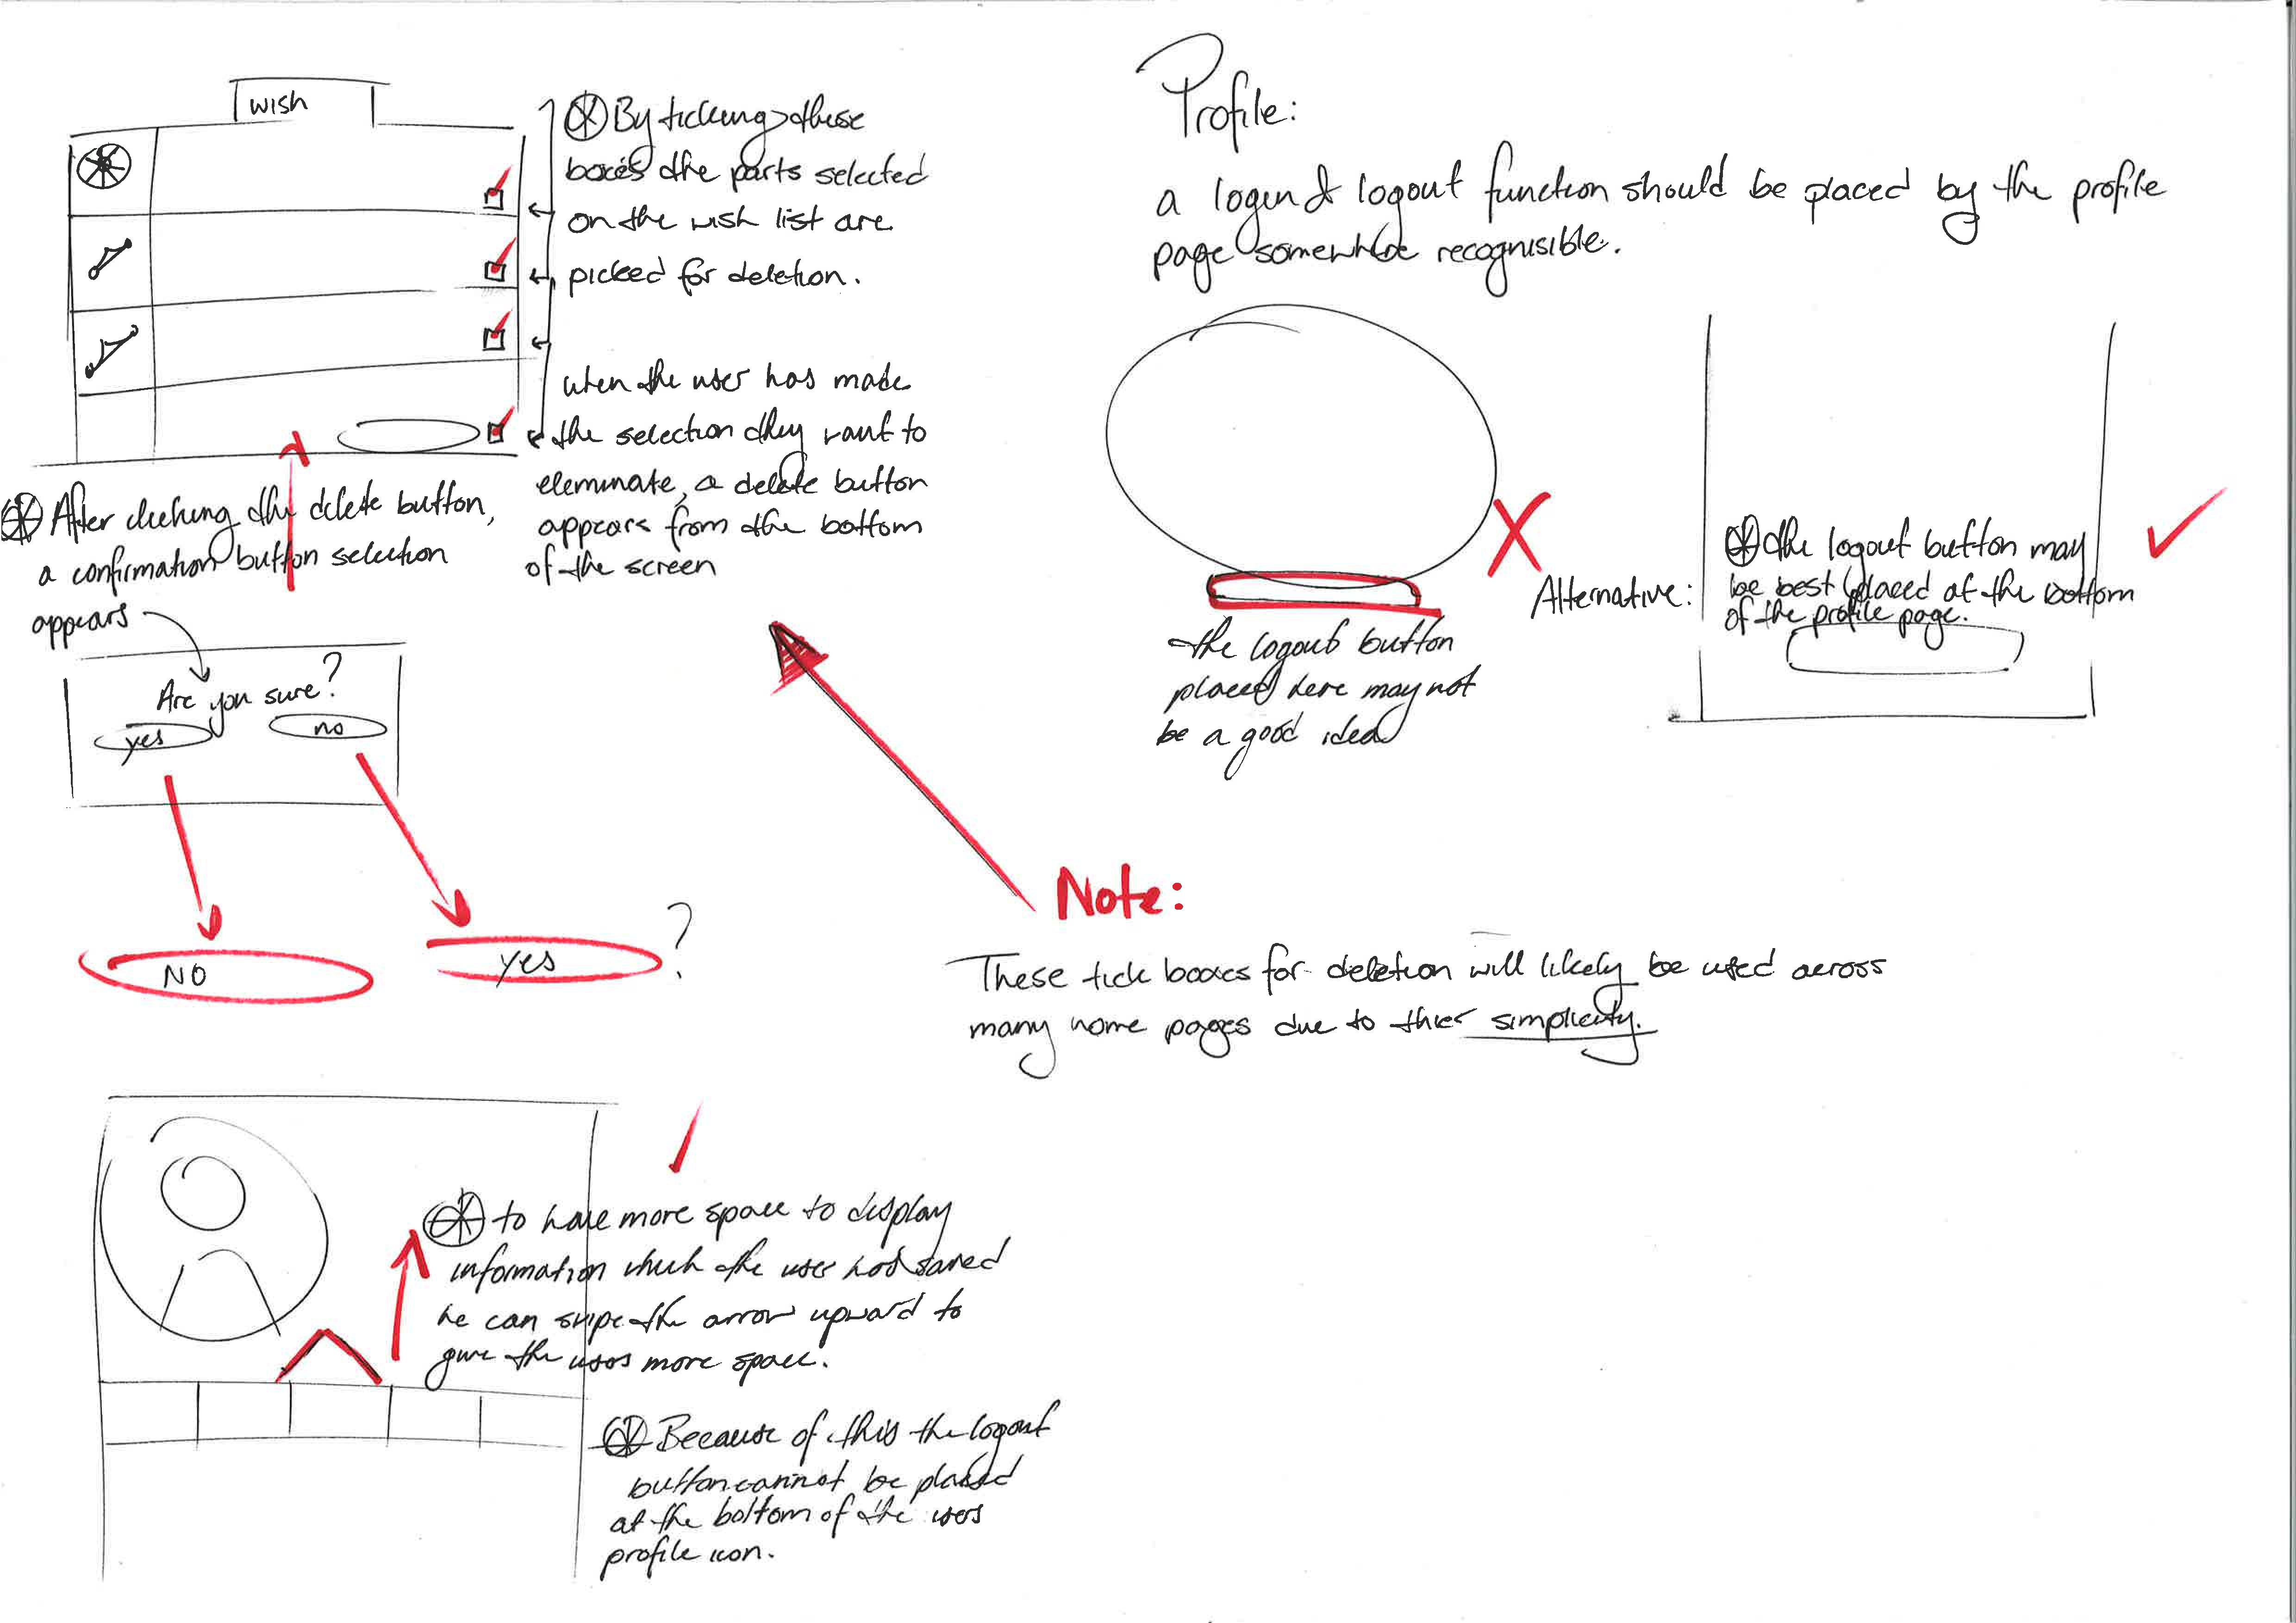 wish
By ticking these
boxes the parts selected
on the wish list are
picked for deletion.
when the user has made
the selection they want to
eleminate, a delete button
appears from the bottom
of the screen
After clicking the delete button,
a confirmation button selection
appears
Are you sure?
yes
no
NO
yes
?
Profile:
a login & logout function should be placed by the profile
page somewhere recognisible.
the logout button
placed here may not
be a good idea
Alternative:
the logout button may
be best placed at the bottom
of the profile page.
Note:
These tick boxes for deletion will likely be used across
many home pages due to thier simplicity.
to have more space to display
information which the user had saved
he can swipe the arrow upward to
give the users more space.
Because of this the logout
button cannot be placed
at the bottom of the users
profile icon.